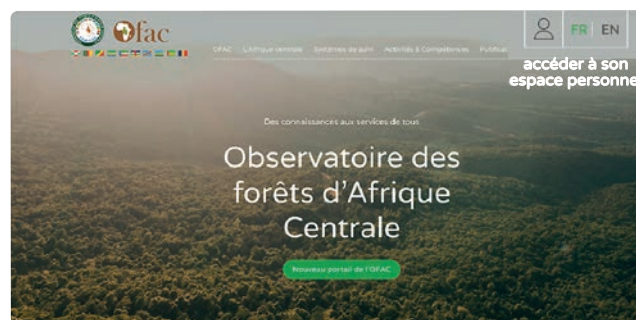 Ofac
FR | EN
OFAC L'Afrique centrale Systèmes de suivi Activités & Compétences
accéder à son
espace personne
Des connaissances aux services de tous
Observatoire des
forêts d'Afrique
Centrale
Nouveau portail de l'OFAC